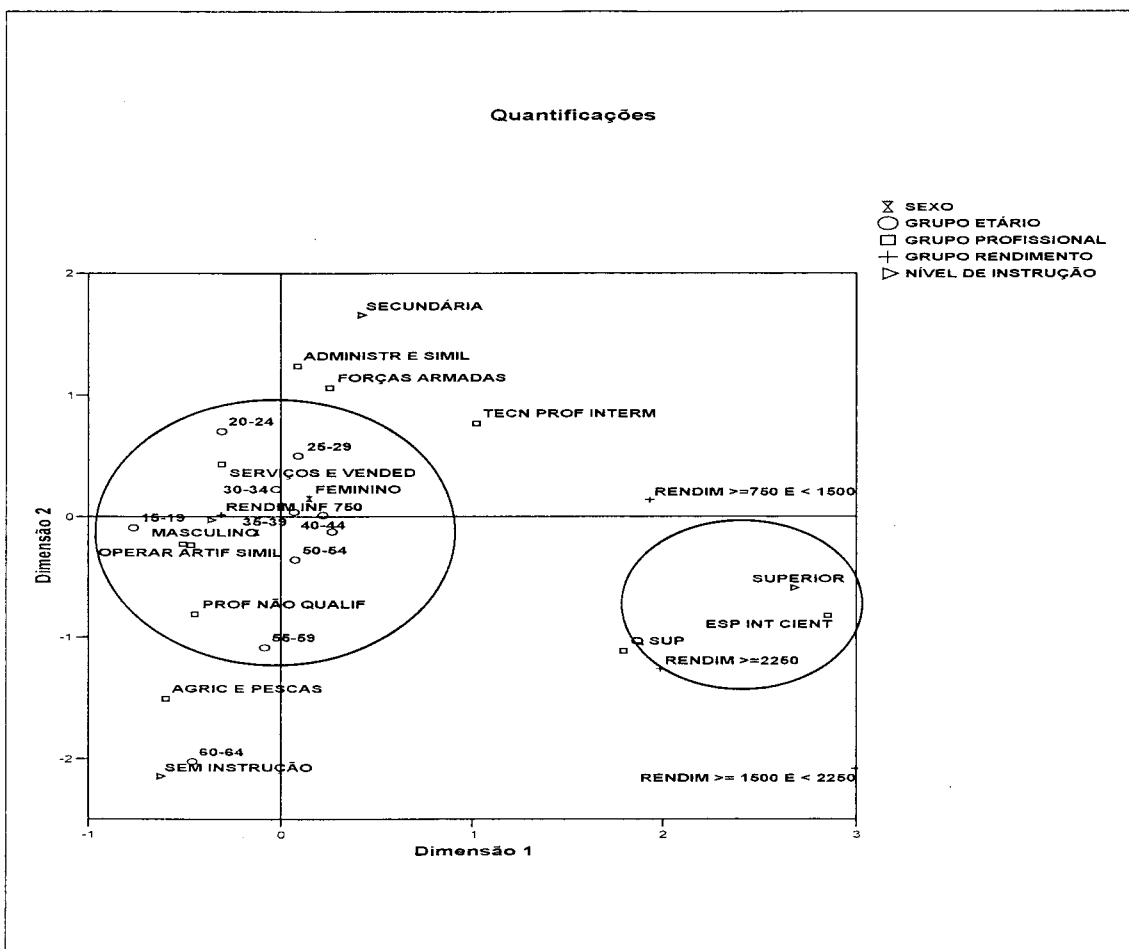 Quantificações
SEXO
GRUPO ETÁRIO
GRUPO PROFISSIONAL
GRUPO RENDIMENTO
NÍVEL DE INSTRUÇÃO
2
SECUNDÁRIA
ADMINISTR E SIMIL
FORÇAS ARMADAS
1
TECN PROF INTERM
20-24
25-29
SERVIÇOS E VENDED
30-34
FEMININO
RENDIM >=750 E < 1500
RENDIM INF 750
0
15-19
35-39
40-44
MASCULINO
OPERAR ARTIF SIMIL
50-54
SUPERIOR
PROF NÃO QUALIF
ESP INT CIENT
-1
55-59
Q SUP
RENDIM >=2250
AGRIC E PESCAS
-2
60-64
SEM INSTRUÇÃO
RENDIM >= 1500 E < 2250
-1
0
1
2
3
Dimensão 1
Dimensão 2